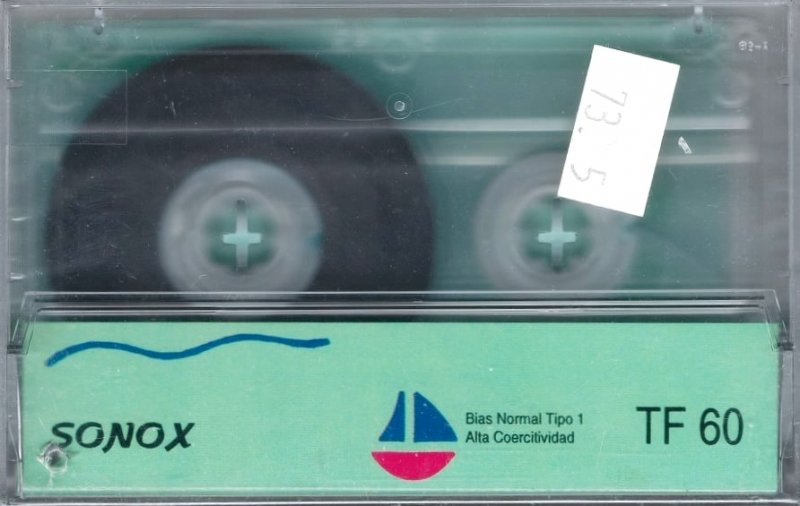 73.5
SONOX
Bias Normal Tipo 1
Alta Coercitividad
TF 60